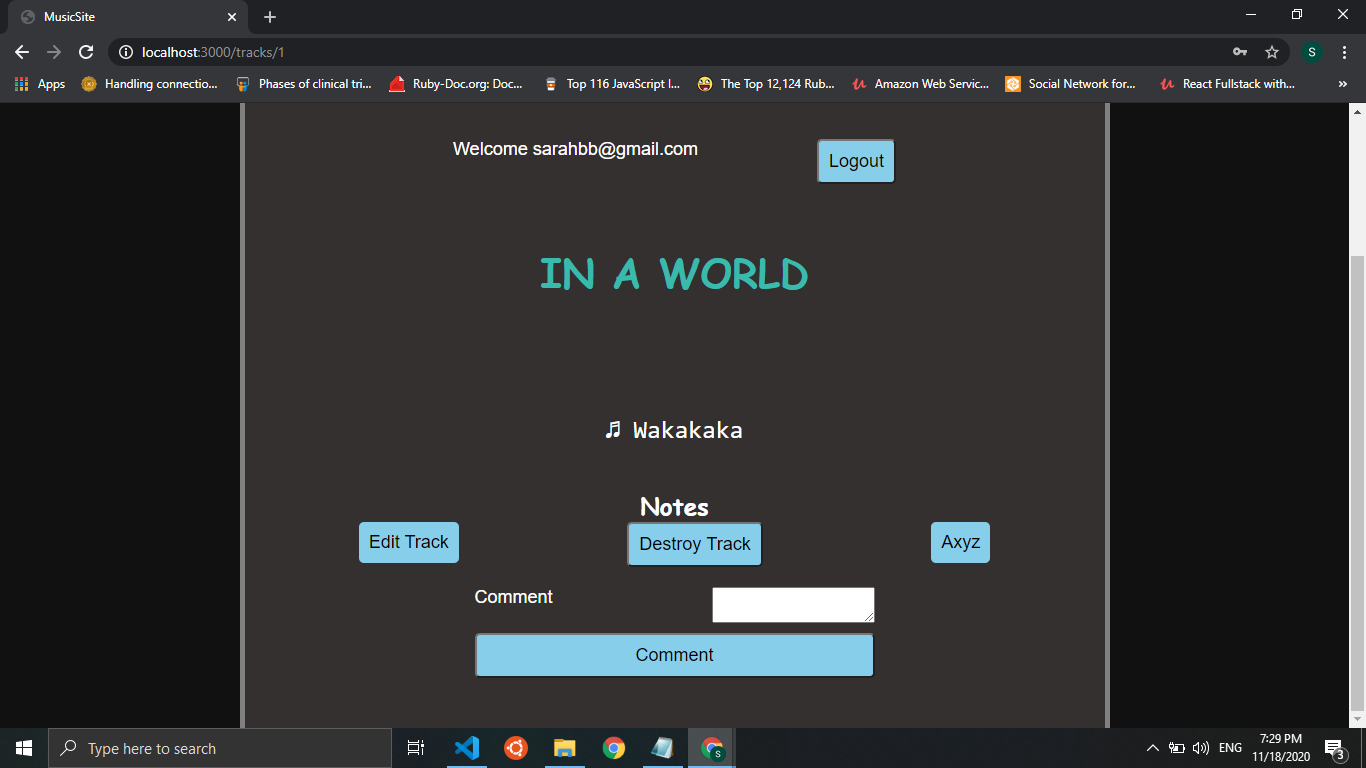 MusicSite
localhost:3000/tracks/1
S
Apps
Handling connectio...
Phases of clinical tri...
Ruby-Doc.org: Doc...
Top 116 JavaScript I...
The Top 12,124 Rub...
Amazon Web Servic...
Social Network for...
React Fullstack with...
»
Welcome sarahbb@gmail.com
Logout
IN A WORLD
♬ Wakakaka
Notes
Edit Track
Destroy Track
Axyz
Comment
Comment
Type here to search
S
ENG
7:29 PM
11/18/2020
3